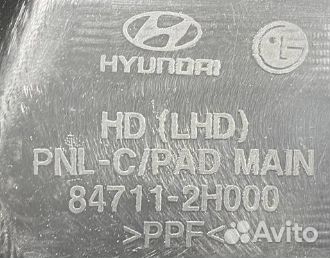 HYUNDAI
HD (LHD)
PNL-C/PAD MAIN
84711-2H000
>PPF<
Avito